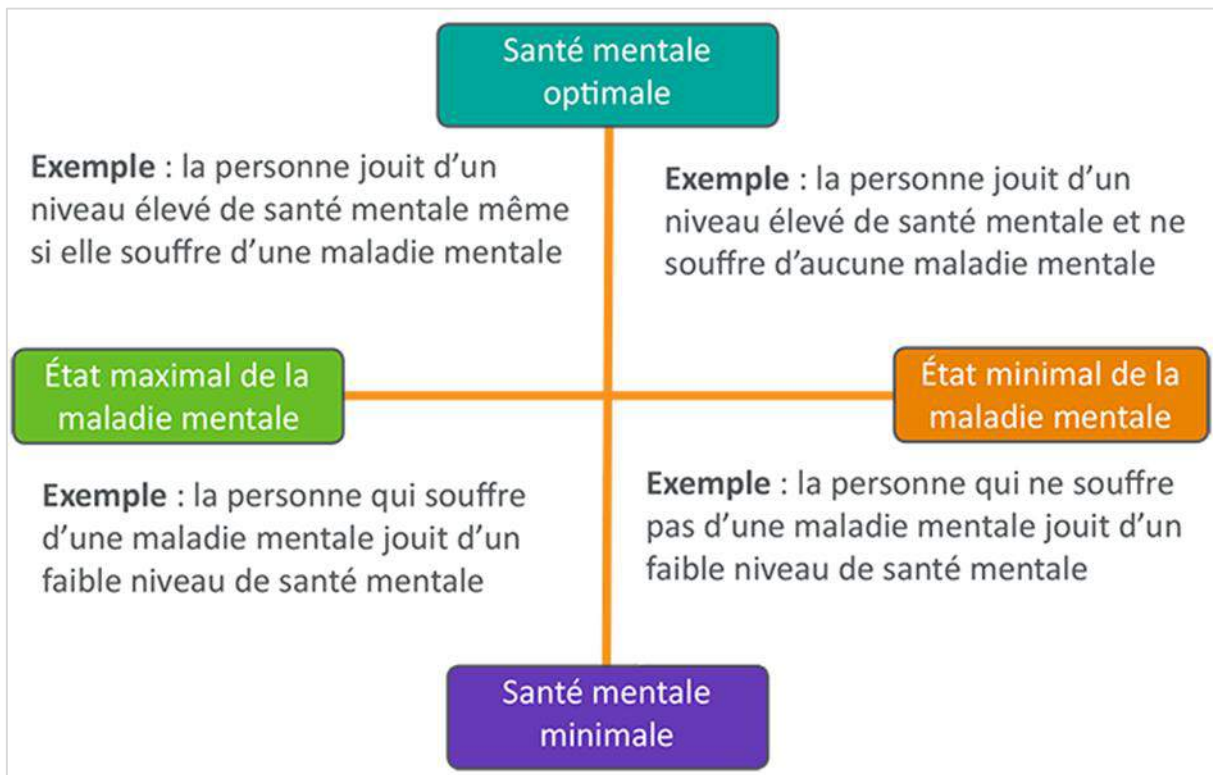 Santé mentale
optimale
Exemple : la personne jouit d'un
niveau élevé de santé mentale même
si elle souffre d'une maladie mentale
Exemple : la personne jouit d'un
niveau élevé de santé mentale et ne
souffre d'aucune maladie mentale
État maximal de la
maladie mentale
État minimal de la
maladie mentale
Exemple : la personne qui souffre
d'une maladie mentale jouit d'un
faible niveau de santé mentale
Exemple : la personne qui ne souffre
pas d'une maladie mentale jouit d'un
faible niveau de santé mentale
Santé mentale
minimale